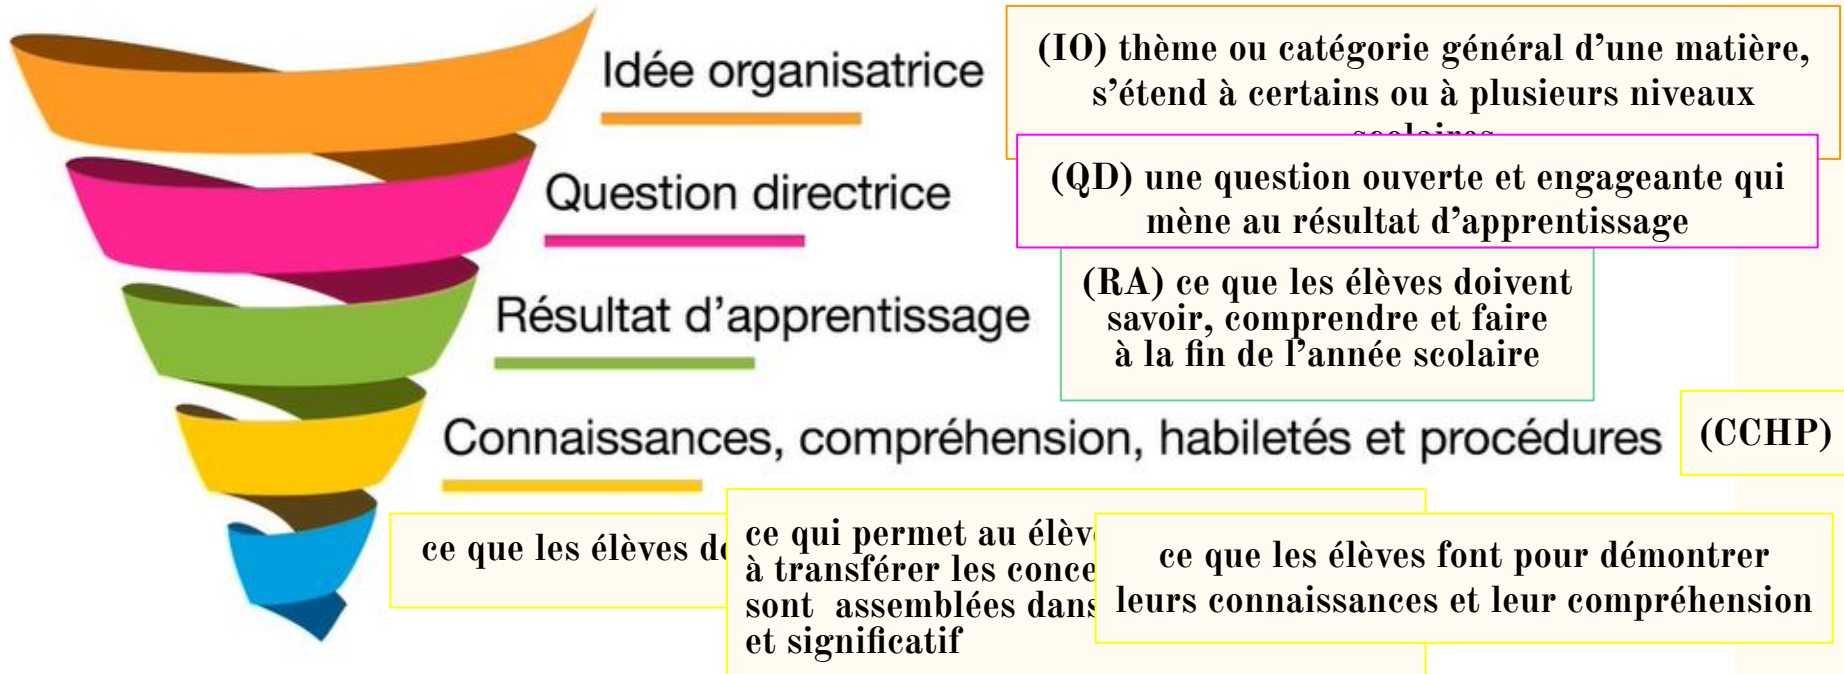 Idée organisatrice
(IO) thème ou catégorie général d'une matière,
s'étend à certains ou à plusieurs niveaux
scolaires
Question directrice
(QD) une question ouverte et engageante qui
mène au résultat d'apprentissage
Résultat d'apprentissage
(RA) ce que les élèves doivent
savoir, comprendre et faire
à la fin de l'année scolaire
Connaissances, compréhension, habiletés et procédures
(CCHP)
ce que les élèves
ce qui permet au
à transférer les
sont assemblées dans
et significatif
ce que les élèves font pour démontrer
leurs connaissances et leur compréhension